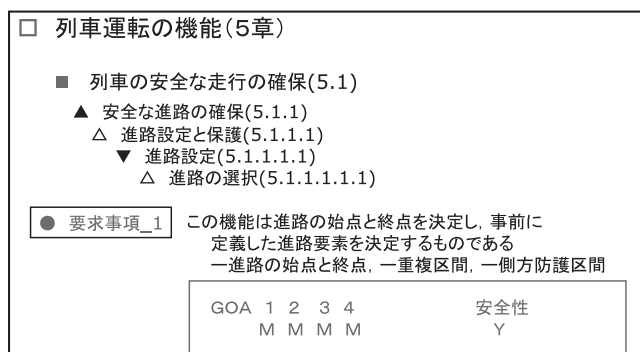 □ 列車運転の機能(5章)
■ 列車の安全な走行の確保(5.1)
▲ 安全な進路の確保(5.1.1)
△ 進路設定と保護(5.1.1.1)
▼ 進路設定(5.1.1.1.1)
△ 進路の選択(5.1.1.1.1.1)
● 要求事項_1 この機能は進路の始点と終点を決定し, 事前に
定義した進路要素を決定するものである
―進路の始点と終点, ―重複区間, ―側方防護区間
GOA 1 2 3 4 安全性
M M M M Y